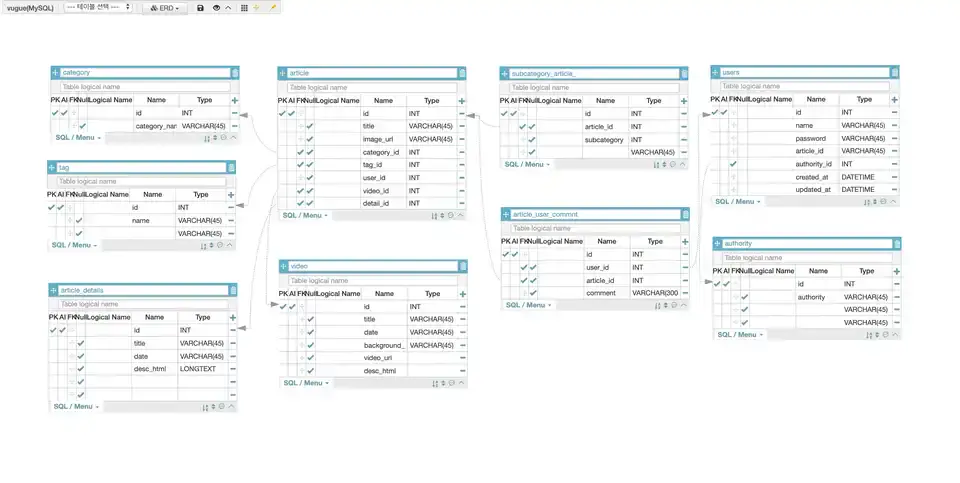 vugue(MySQL) --- 테이블 선택 --- ERD
category
Table logical name
PK AI FK Null Logical Name Name Type
id INT
category_nar VARCHAR(45)
SQL / Menu
tag
Table logical name
PK AI FK Null Logical Name Name Type
id INT
name VARCHAR(45)
VARCHAR(45)
SQL / Menu
article_details
Table logical name
PK AI FK Null Logical Name Name Type
id INT
title VARCHAR(45)
date VARCHAR(45)
desc_html LONGTEXT
SQL / Menu
article
Table logical name
PK AI FK Null Logical Name Name Type
id INT
title VARCHAR(45)
image_url VARCHAR(45)
category_id INT
tag_id INT
user_id INT
video_id INT
detail_id INT
SQL / Menu
video
Table logical name
PK AI FK Null Logical Name Name Type
id INT
title VARCHAR(45)
date VARCHAR(45)
background_ VARCHAR(45)
video_url
desc_html
SQL / Menu
subcategory_article_
Table logical name
PK AI FK Null Logical Name Name Type
id INT
article_id INT
subcategory INT
VARCHAR(45)
SQL / Menu
article_user_commnt
Table logical name
PK AI FK Null Logical Name Name Type
id INT
user_id INT
article_id INT
comment VARCHAR(300
SQL / Menu
users
Table logical name
PK AI FK Null Logical Name Name Type
id INT
name VARCHAR(45)
password VARCHAR(45)
article_id VARCHAR(45)
authority_id INT
created_at DATETIME
updated_at DATETIME
SQL / Menu
authority
Table logical name
PK AI FK Null Logical Name Name Type
id INT
authority VARCHAR(45)
VARCHAR(45)
VARCHAR(45)
SQL / Menu